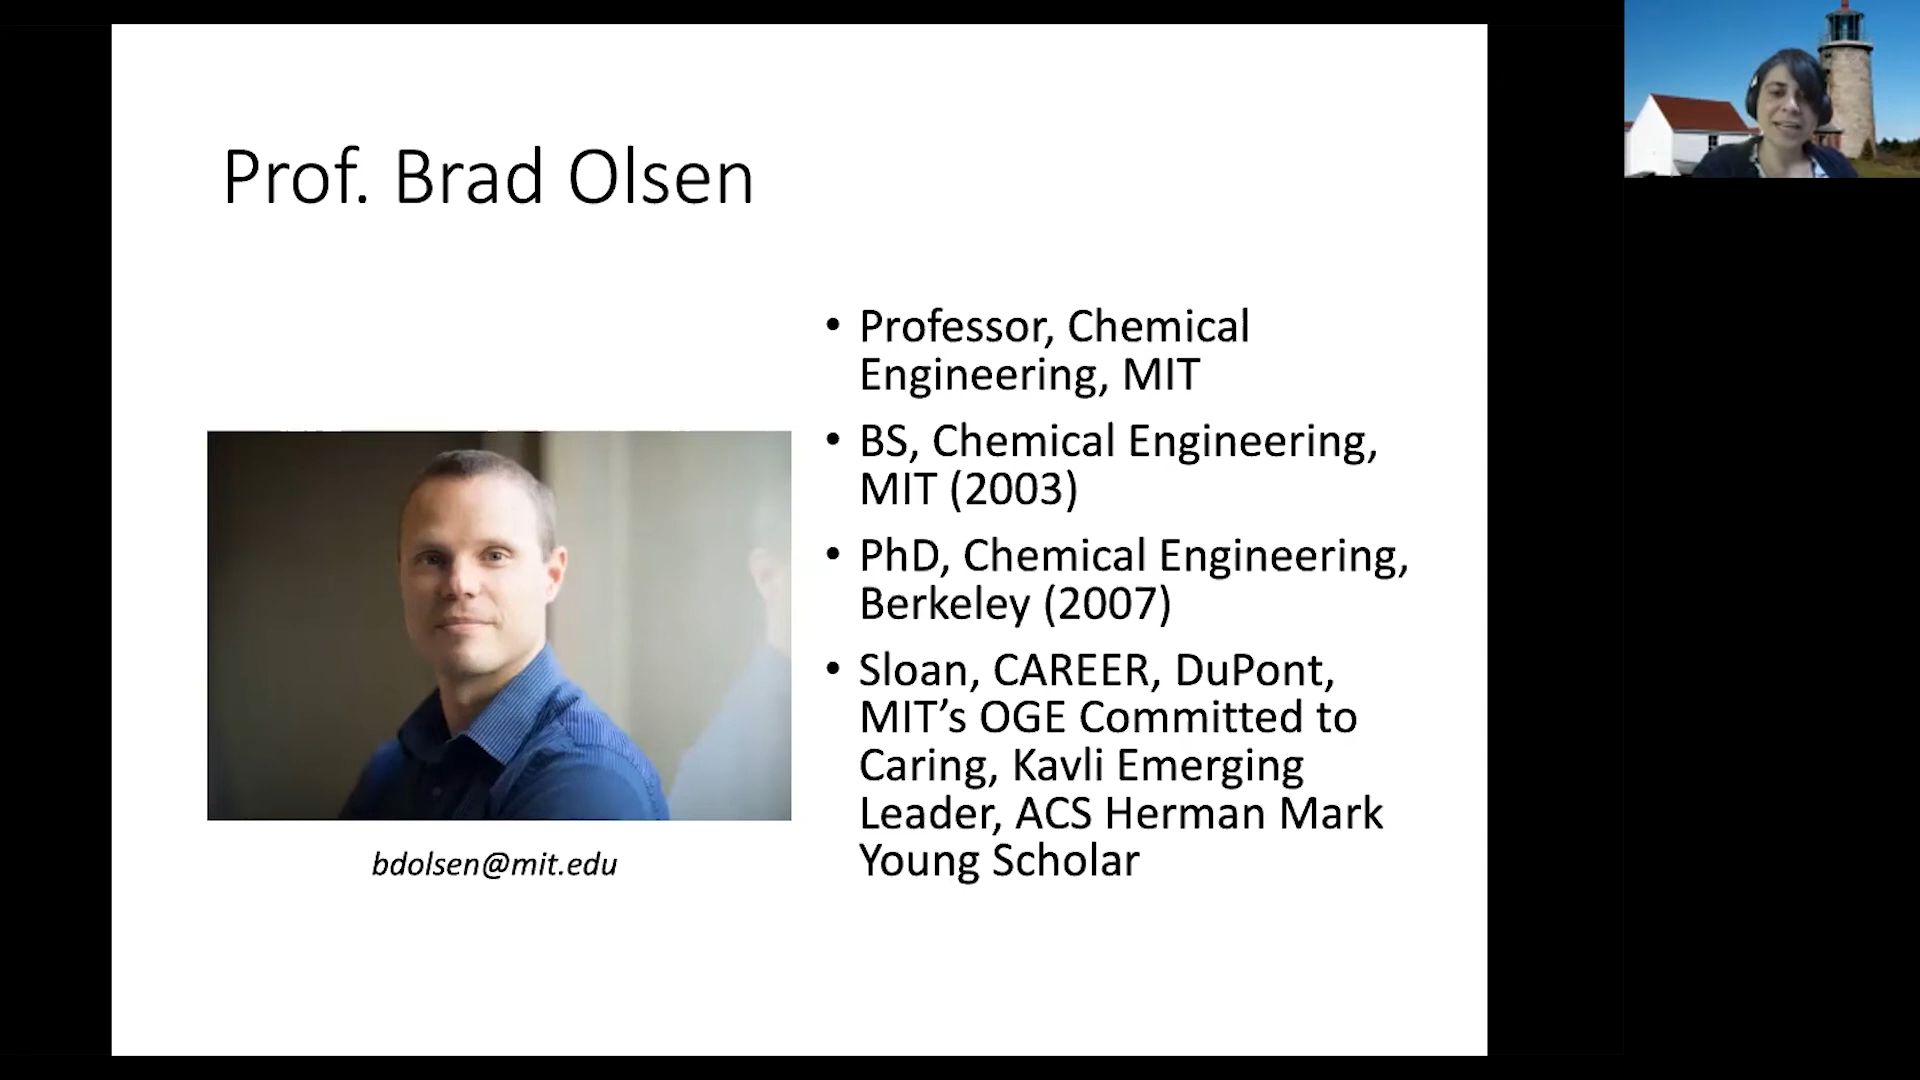 Prof. Brad Olsen
• Professor, Chemical
Engineering, MIT
• BS, Chemical Engineering,
MIT (2003)
• PhD, Chemical Engineering,
Berkeley (2007)
• Sloan, CAREER, DuPont,
MIT’s OGE Committed to
Caring, Kavli Emerging
Leader, ACS Herman Mark
Young Scholar
bdolsen@mit.edu